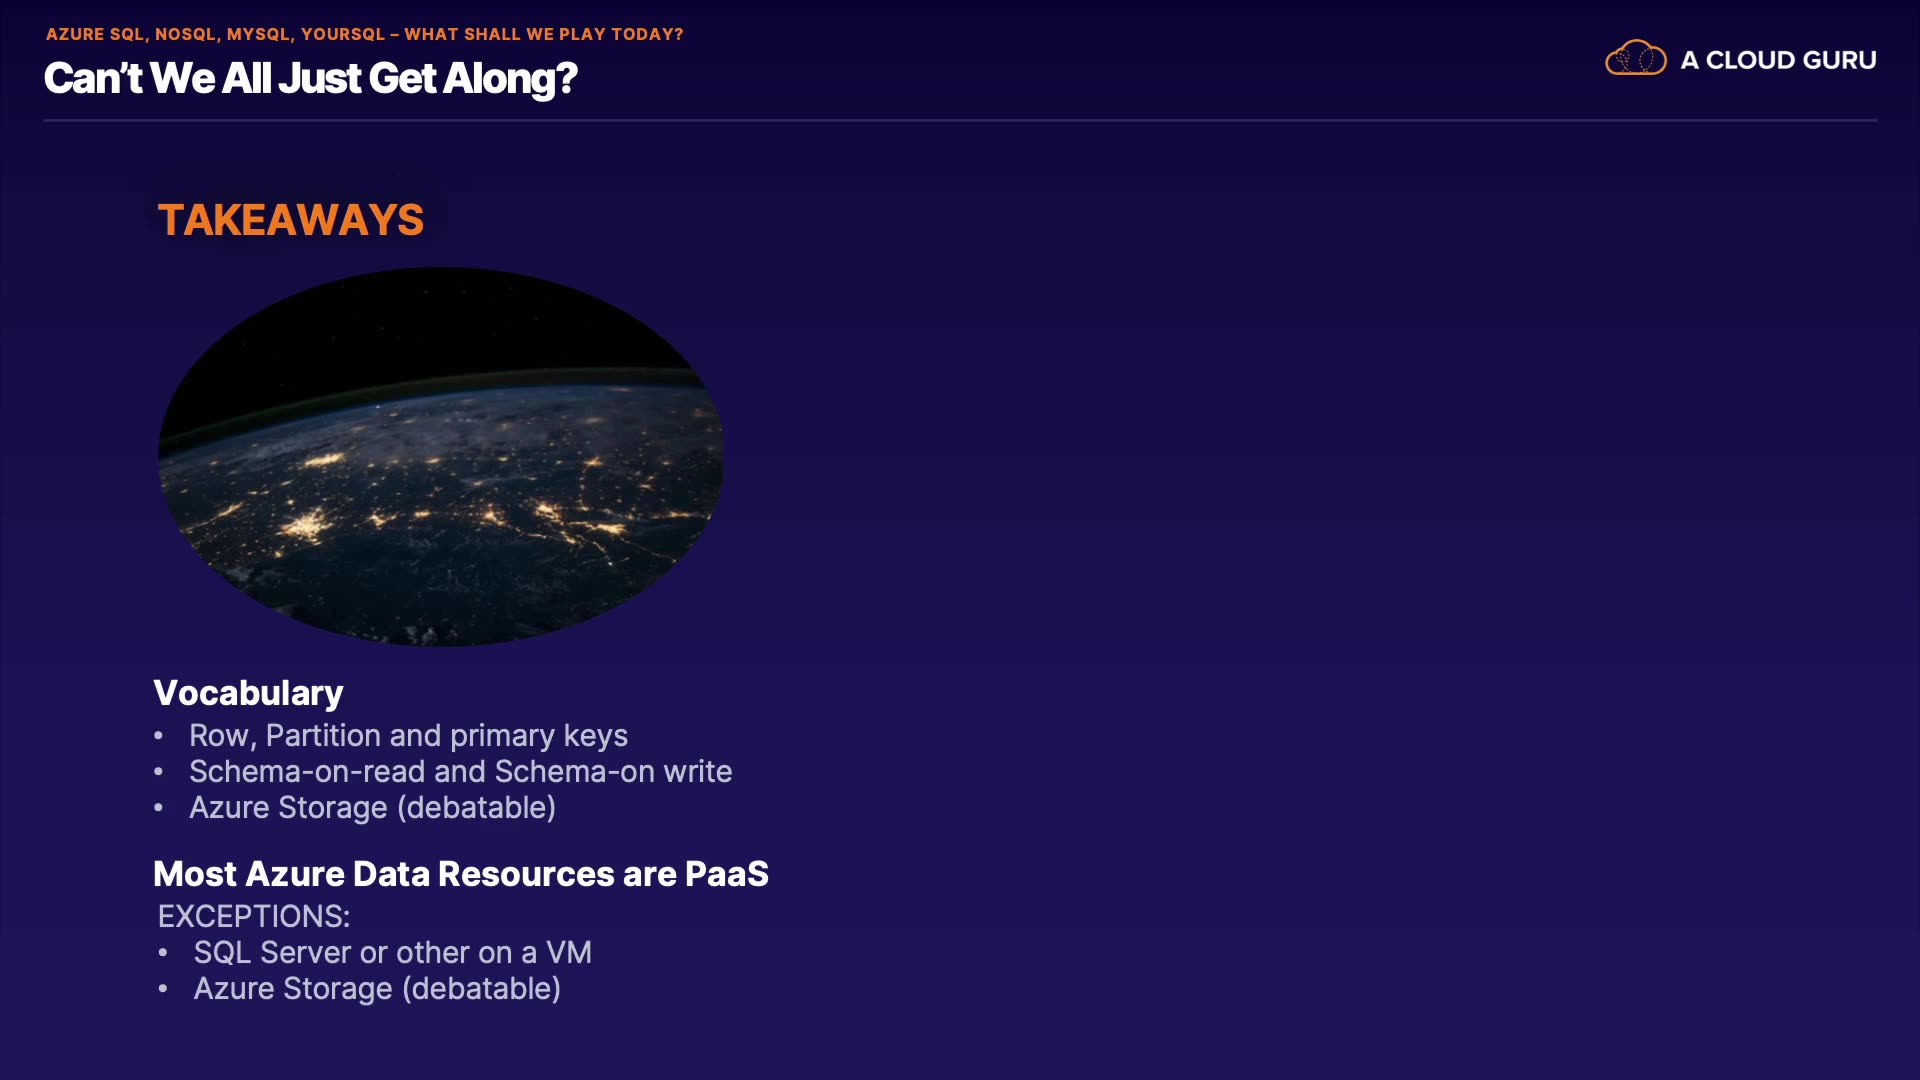 AZURE SQL, NOSQL, MYSQL, YOURSQL – WHAT SHALL WE PLAY TODAY?
Can't We All Just Get Along?
A CLOUD GURU
TAKEAWAYS
Vocabulary
• Row, Partition and primary keys
• Schema-on-read and Schema-on write
• Azure Storage (debatable)
Most Azure Data Resources are PaaS
EXCEPTIONS:
• SQL Server or other on a VM
• Azure Storage (debatable)